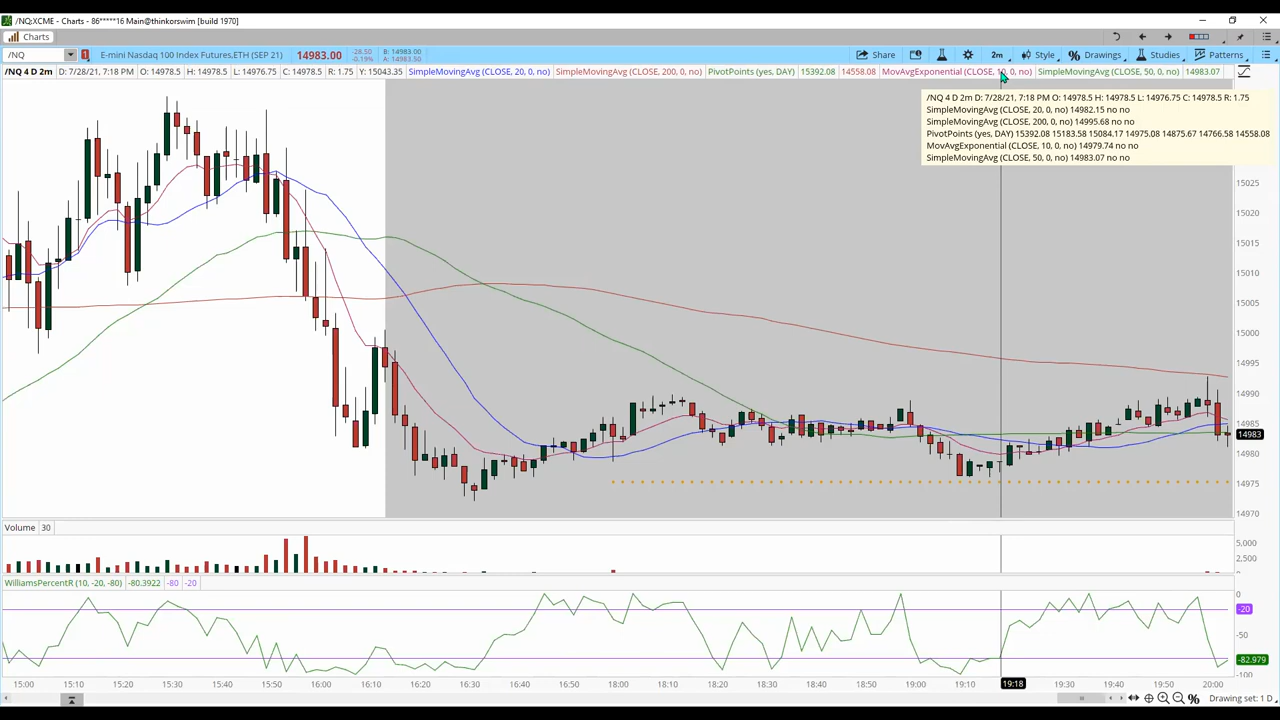 /NQ:XCME - Charts - 86*****16 Main@thinkorswim [build 1970]
Charts
/NQ E-mini Nasdaq 100 Index Futures,ETH (SEP 21) 14983.00 -28.50 -0.19% B: 14983.00 A: 14983.50 Share 2m Style Drawings Studies Patterns
/NQ 4 D 2m D: 7/28/21, 7:18 PM O: 14978.5 H: 14978.5 L: 14976.75 C: 14978.5 R: 1.75 Y: 15043.35 SimpleMovingAvg (CLOSE, 20, 0, no) SimpleMovingAvg (CLOSE, 200, 0, no) PivotPoints (yes, DAY) 15392.08 14558.08 MovAvgExponential (CLOSE, 10, 0, no) SimpleMovingAvg (CLOSE, 50, 0, no) 14983.07
/NQ 4 D 2m D: 7/28/21, 7:18 PM O: 14978.5 H: 14978.5 L: 14976.75 C: 14978.5 R: 1.75
SimpleMovingAvg (CLOSE, 20, 0, no) 14982.15 no no
SimpleMovingAvg (CLOSE, 200, 0, no) 14995.68 no no
PivotPoints (yes, DAY) 15392.08 15183.58 15084.17 14975.08 14875.67 14766.58 14558.08
MovAvgExponential (CLOSE, 10, 0, no) 14979.74 no no
SimpleMovingAvg (CLOSE, 50, 0, no) 14983.07 no no
15025
15020
15015
15010
15005
15000
14995
14990
14985
14983
14980
14975
14970
Volume 30
5,000
2,500
WilliamsPercentR (10, -20, -80) -80.3922 -80 -20
0
-20
-50
-82.979
-100
15:00 15:10 15:20 15:30 15:40 15:50 16:00 16:10 16:20 16:30 16:40 16:50 18:00 18:10 18:20 18:30 18:40 18:50 19:00 19:10 19:18 19:30 19:40 19:50 20:00
Drawing set: 1 D